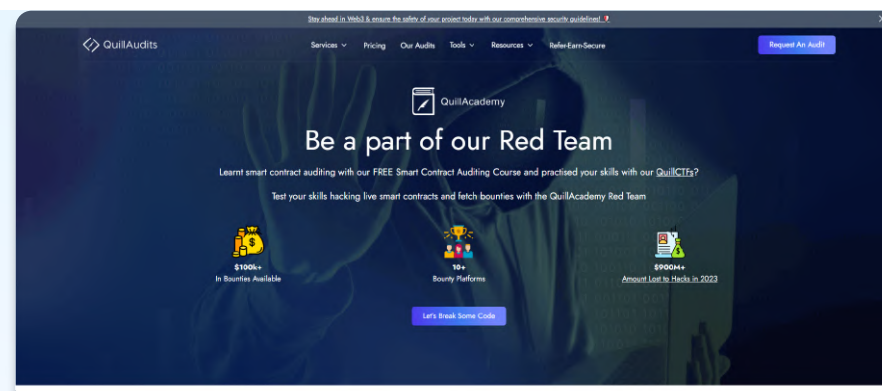 Stay ahead in Web3 & ensure the safety of your project today with our comprehensive security guidelines!
QuillAudits
Services
Pricing
Our Audits
Tools
Resources
Refer-Earn-Secure
Request An Audit
QuillAcademy
Be a part of our Red Team
Learnt smart contract auditing with our FREE Smart Contract Auditing Course and practised your skills with our QuillCTFs?
Test your skills hacking live smart contracts and fetch bounties with the QuillAcademy Red Team
$100k+
In Bounties Available
10+
Bounty Platforms
$900M+
Amount Lost to Hacks in 2023
Let's Break Some Code